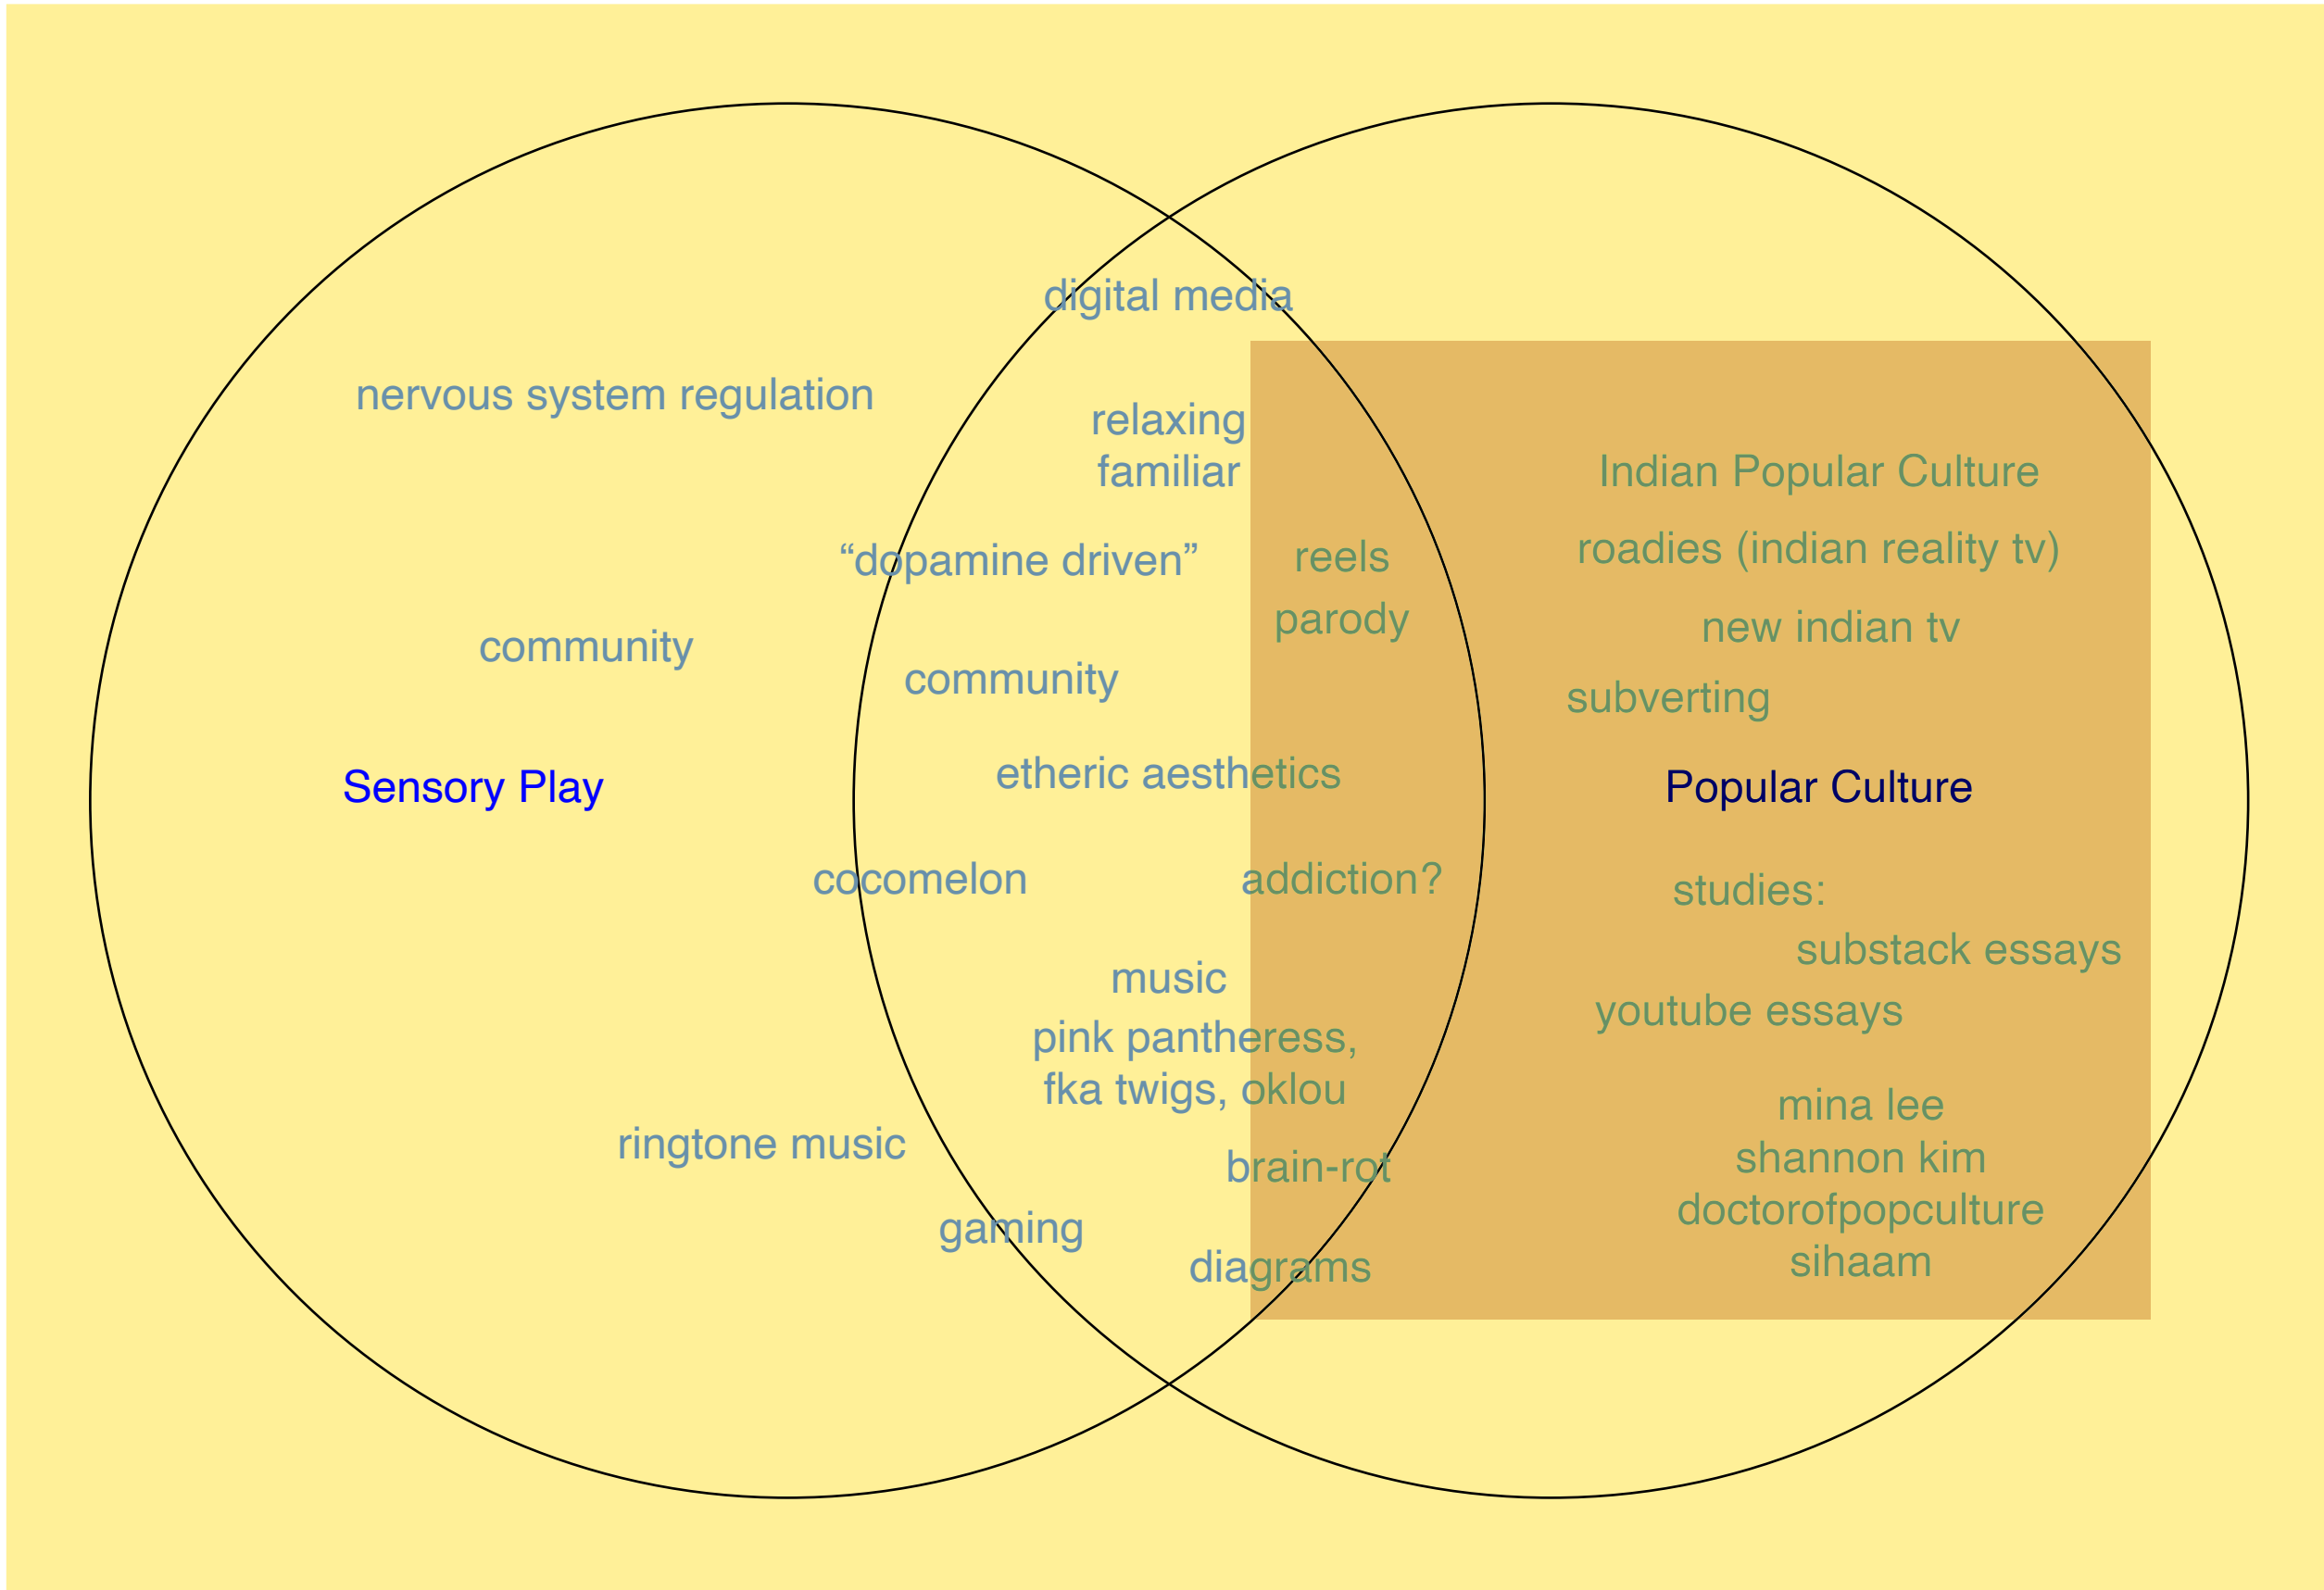 digital media
nervous system regulation
relaxing
familiar
Indian Popular Culture
roadies (indian reality tv)
“dopamine driven”
reels
parody
new indian tv
community
community
subverting
Sensory Play
etheric aesthetics
Popular Culture
cocomelon
addiction?
studies:
substack essays
music
youtube essays
pink pantheress,
fka twigs, oklou
mina lee
ringtone music
brain-rot
shannon kim
doctorofpopculture
gaming
diagrams
sihaam